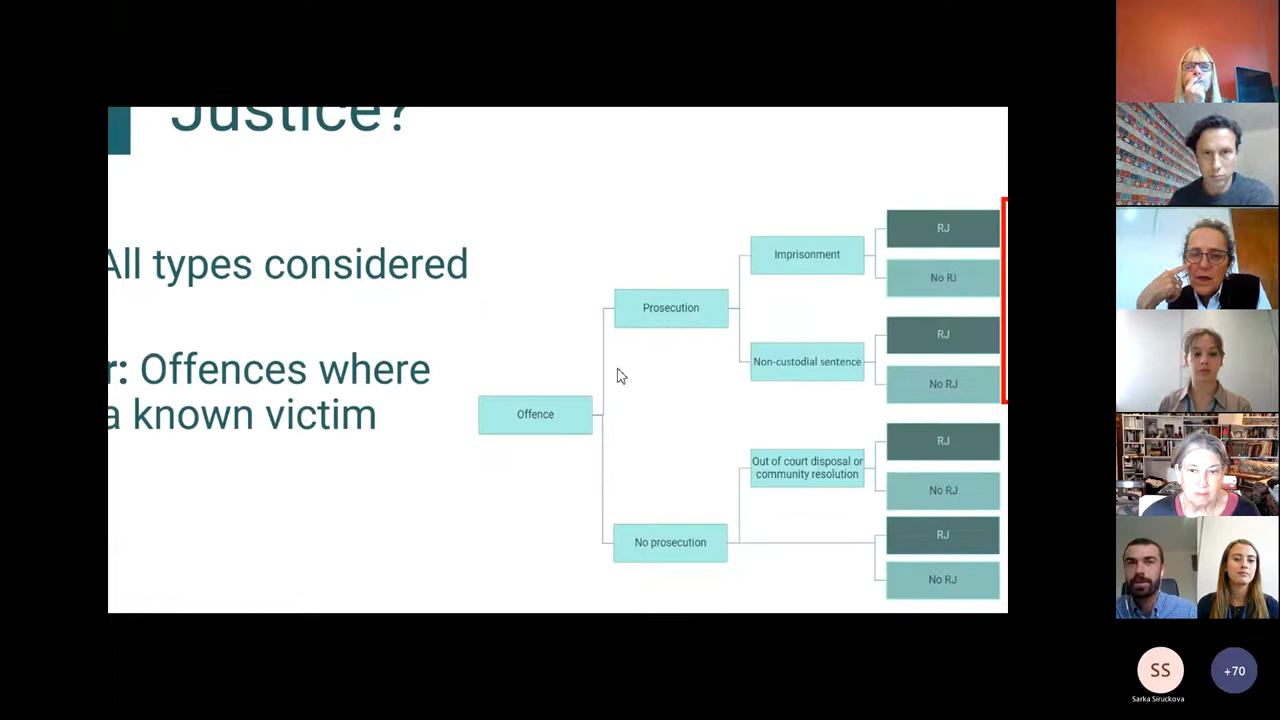 Justice?
All types considered
r: Offences where
a known victim
Offence
Prosecution
No prosecution
Imprisonment
Non-custodial sentence
Out of court disposal or
community resolution
RJ
No RJ
RJ
No RJ
RJ
No RJ
RJ
No RJ
SS
Sarka Siruckova
+70